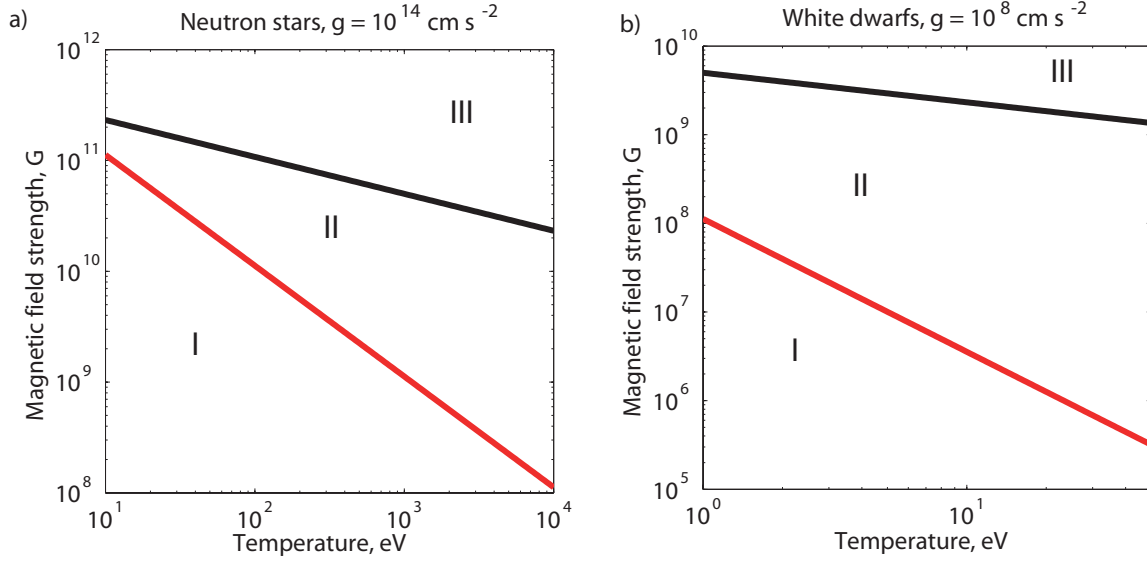 a)
Neutron stars, g = 10^14 cm s^-2
10^12
10^11
10^10
10^9
10^8
Magnetic field strength, G
III
II
I
10^1
10^2
10^3
10^4
Temperature, eV
b)
White dwarfs, g = 10^8 cm s^-2
10^10
10^9
10^8
10^7
10^6
10^5
Magnetic field strength, G
III
II
I
10^0
10^1
Temperature, eV